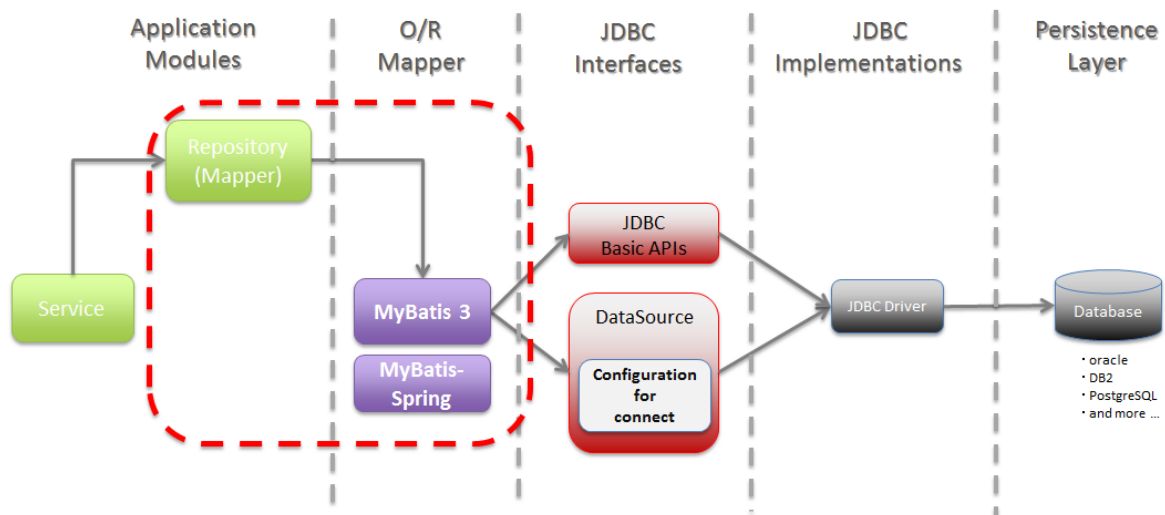 Application
Modules
O/R
Mapper
JDBC
Interfaces
JDBC
Implementations
Persistence
Layer
Repository
(Mapper)
Service
MyBatis 3
MyBatis-
Spring
JDBC
Basic APIs
DataSource
Configuration
for
connect
JDBC Driver
Database
・oracle
・DB2
・PostgreSQL
・and more ...